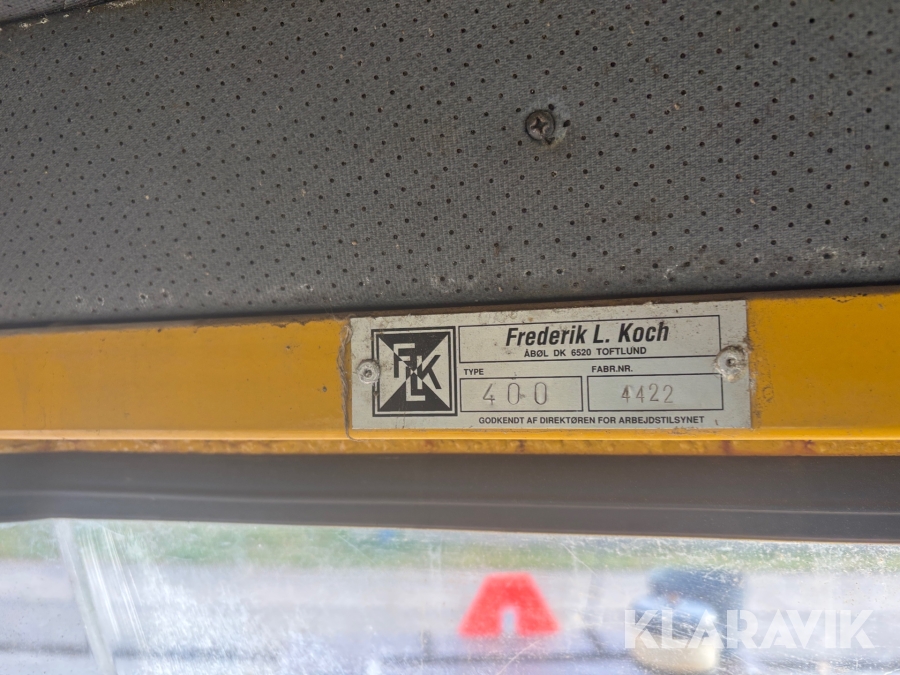 FLK
Frederik L. Koch
ÅBØL DK 6520 TOFTLUND
TYPE
FABR.NR.
400
4422
GODKENDT AF DIREKTØREN FOR ARBEJDSTILSYNET
KLARAVIK